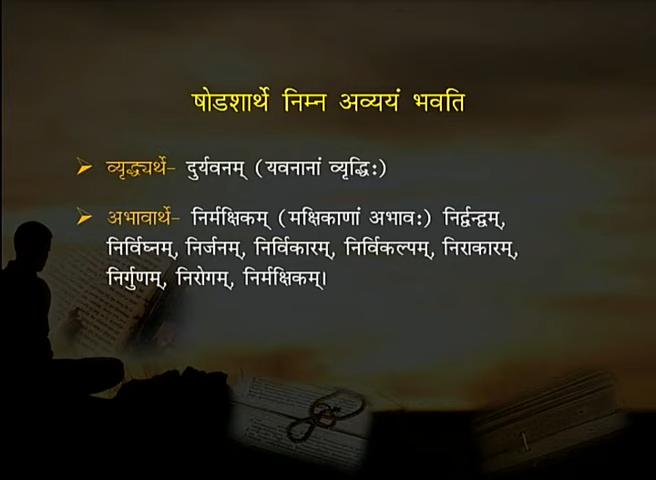 षोडशार्थे निम्न अव्ययं भवति
➢ व्यृद्ध्यर्थे- दुर्यवनम् (यवनानां व्यृद्धिः)
➢ अभावार्थे- निर्मक्षिकम् (मक्षिकाणां अभावः) निर्द्वन्द्वम्,
निर्विघ्नम्, निर्जनम्, निर्विकारम्, निर्विकल्पम्, निराकारम्,
निर्गुणम्, निरोगम्, निर्मक्षिकम्।